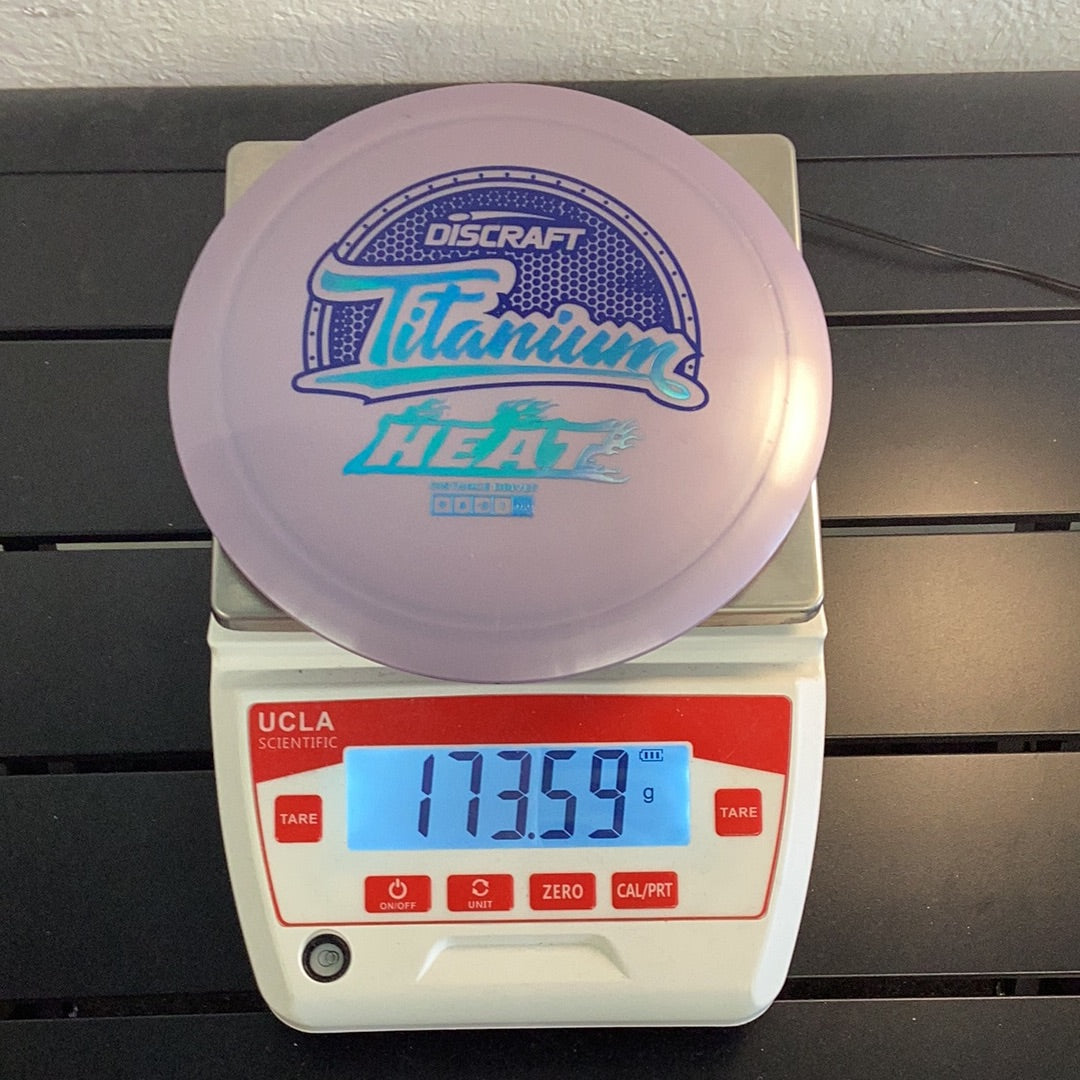 DISCRAFT
Titanium
HEAT
DISTANCE DRIVER
UCLA
SCIENTIFIC
173.59 g
TARE
TARE
ON/OFF
UNIT
ZERO
CAL/PRT